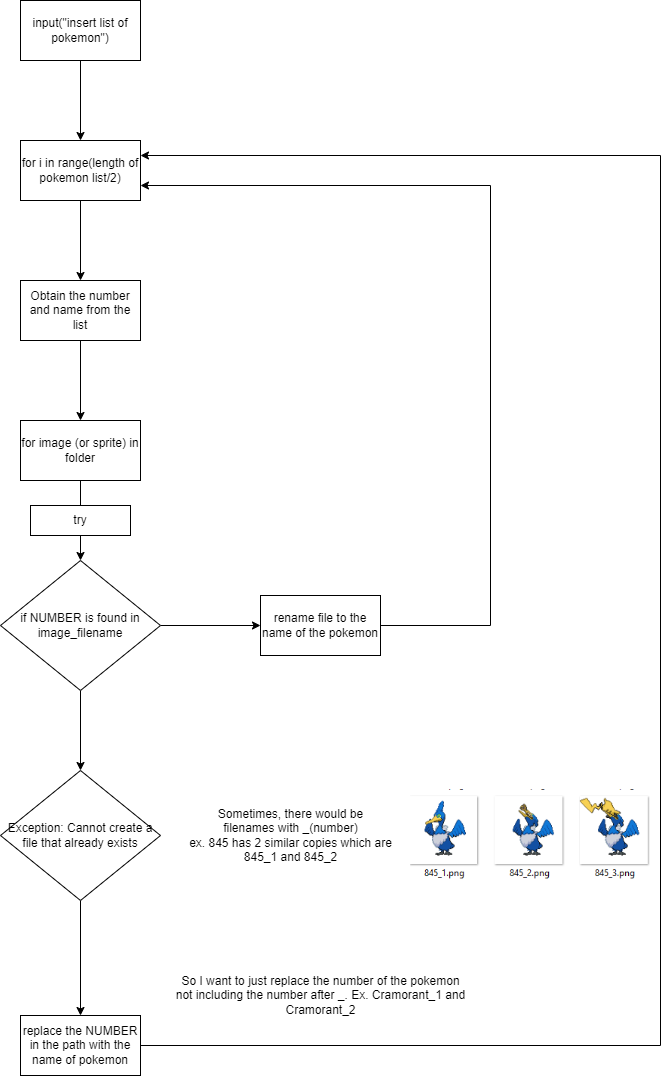 input("insert list of
pokemon")
for i in range(length of
pokemon list/2)
Obtain the number
and name from the
list
for image (or sprite) in
folder
try
if NUMBER is found in
image_filename
rename file to the
name of the pokemon
Exception: Cannot create a
file that already exists
Sometimes, there would be
filenames with _(number)
ex. 845 has 2 similar copies which are
845_1 and 845_2
845_1.png
845_2.png
845_3.png
So I want to just replace the number of the pokemon
not including the number after _. Ex. Cramorant_1 and
Cramorant_2
replace the NUMBER
in the path with the
name of pokemon